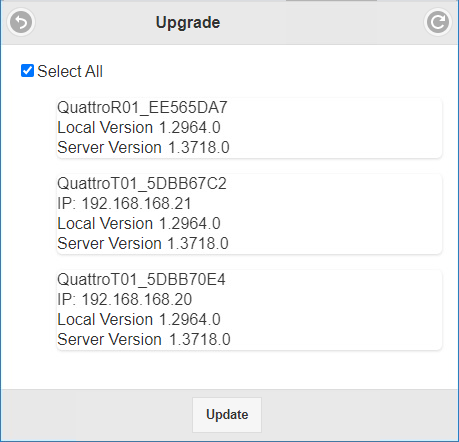 Upgrade
Select All
QuattroR01_EE565DA7
Local Version 1.2964.0
Server Version 1.3718.0
QuattroT01_5DBB67C2
IP: 192.168.168.21
Local Version 1.2964.0
Server Version 1.3718.0
QuattroT01_5DBB70E4
IP: 192.168.168.20
Local Version 1.2964.0
Server Version 1.3718.0
Update